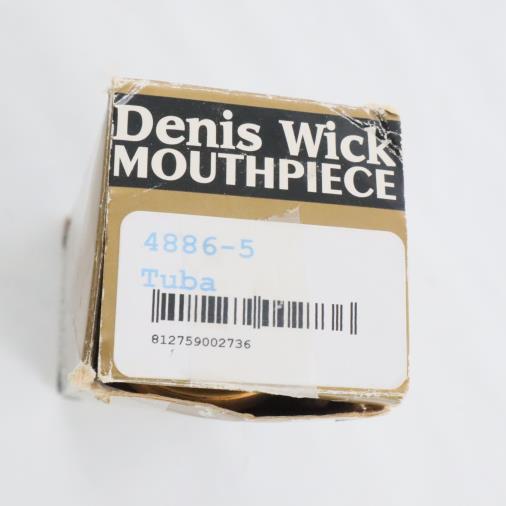 Denis Wick
MOUTHPIECE
4886-5
Tuba
812759002736